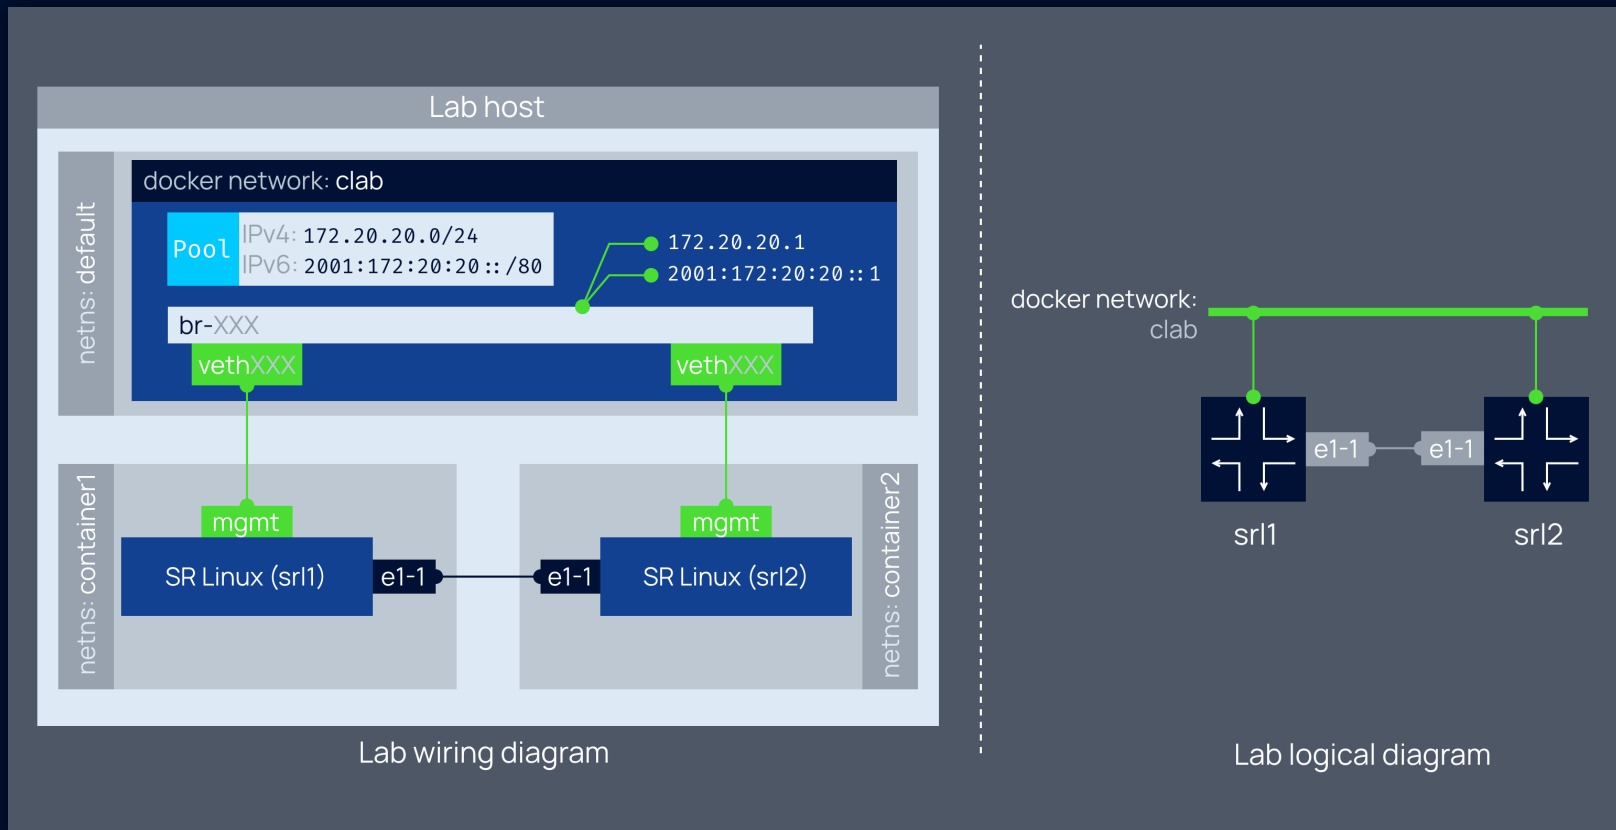 Lab host
netns: default
docker network: clab
Pool
IPv4: 172.20.20.0/24
IPv6: 2001:172:20:20::/80
172.20.20.1
2001:172:20:20::1
br-XXX
vethXXX
vethXXX
netns: container1
mgmt
SR Linux (srl1)
e1-1
mgmt
e1-1
SR Linux (srl2)
netns: container2
Lab wiring diagram
docker network:
clab
e1-1
e1-1
srl1
srl2
Lab logical diagram